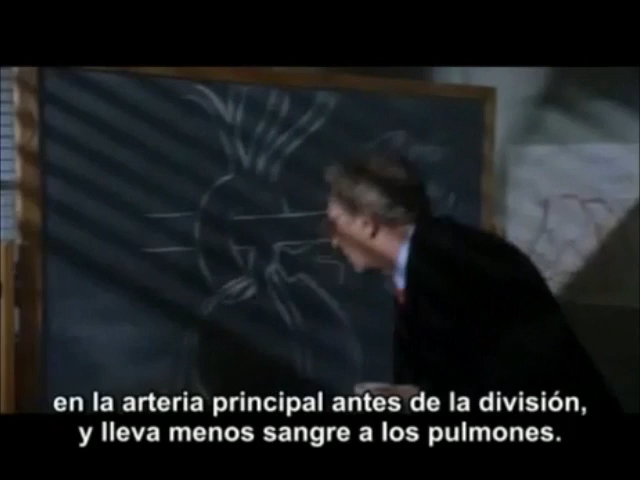 en la arteria principal antes de la división,
y lleva menos sangre a los pulmones.